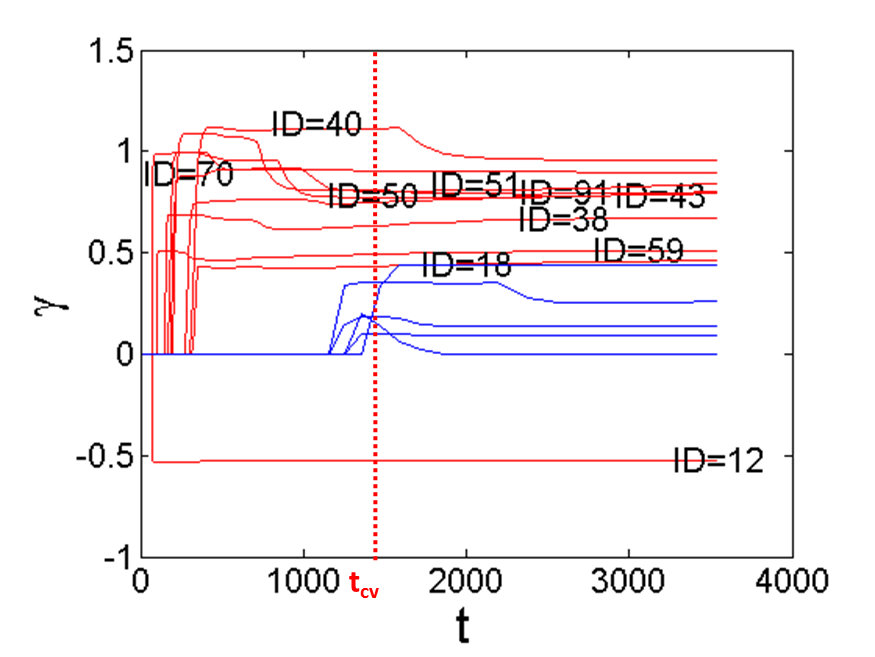 1.5
ID=40
1
ID=70
ID=50
ID=51
ID=91
ID=43
ID=38
0.5
ID=59
ID=18
γ
0
-0.5
ID=12
-1
0
1000
tcv
2000
3000
4000
t